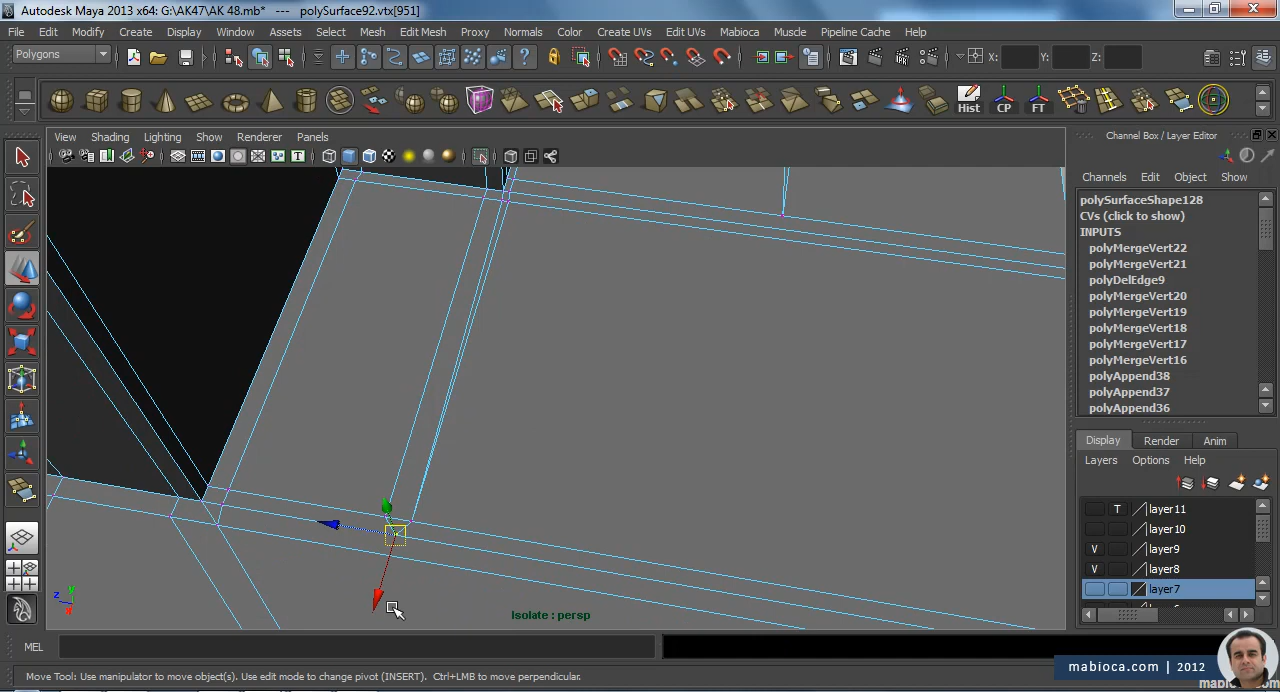 Autodesk Maya 2013 x64: G:\AK47\AK 48.mb* --- polySurface92.vtx[951]
File Edit Modify Create Display Window Assets Select Mesh Edit Mesh Proxy Normals Color Create UVs Edit UVs Mabioca Muscle Pipeline Cache Help
Polygons
X: Y: Z:
Hist CP FT
View Shading Lighting Show Renderer Panels
Channel Box / Layer Editor
Channels Edit Object Show
polySurfaceShape128
CVs (click to show)
INPUTS
polyMergeVert22
polyMergeVert21
polyDelEdge9
polyMergeVert20
polyMergeVert19
polyMergeVert18
polyMergeVert17
polyMergeVert16
polyAppend38
polyAppend37
polyAppend36
Display Render Anim
Layers Options Help
T layer11
layer10
V layer9
V layer8
layer7
y
z
x
Isolate : persp
MEL
mabioca.com | 2012
mabioca.com
Move Tool: Use manipulator to move object(s). Use edit mode to change pivot (INSERT). Ctrl+LMB to move perpendicular.